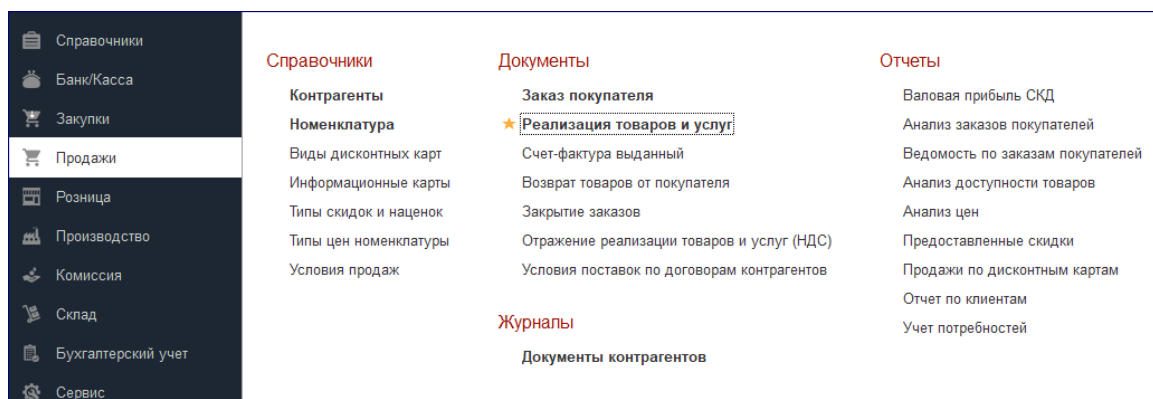 Справочники
Банк/Касса
Закупки
Продажи
Розница
Производство
Комиссия
Склад
Бухгалтерский учет
Сервис
Справочники
Контрагенты
Номенклатура
Виды дисконтных карт
Информационные карты
Типы скидок и наценок
Типы цен номенклатуры
Условия продаж
Документы
Заказ покупателя
Реализация товаров и услуг
Счет-фактура выданный
Возврат товаров от покупателя
Закрытие заказов
Отражение реализации товаров и услуг (НДС)
Условия поставок по договорам контрагентов
Журналы
Документы контрагентов
Отчеты
Валовая прибыль СКД
Анализ заказов покупателей
Ведомость по заказам покупателей
Анализ доступности товаров
Анализ цен
Предоставленные скидки
Продажи по дисконтным картам
Отчет по клиентам
Учет потребностей